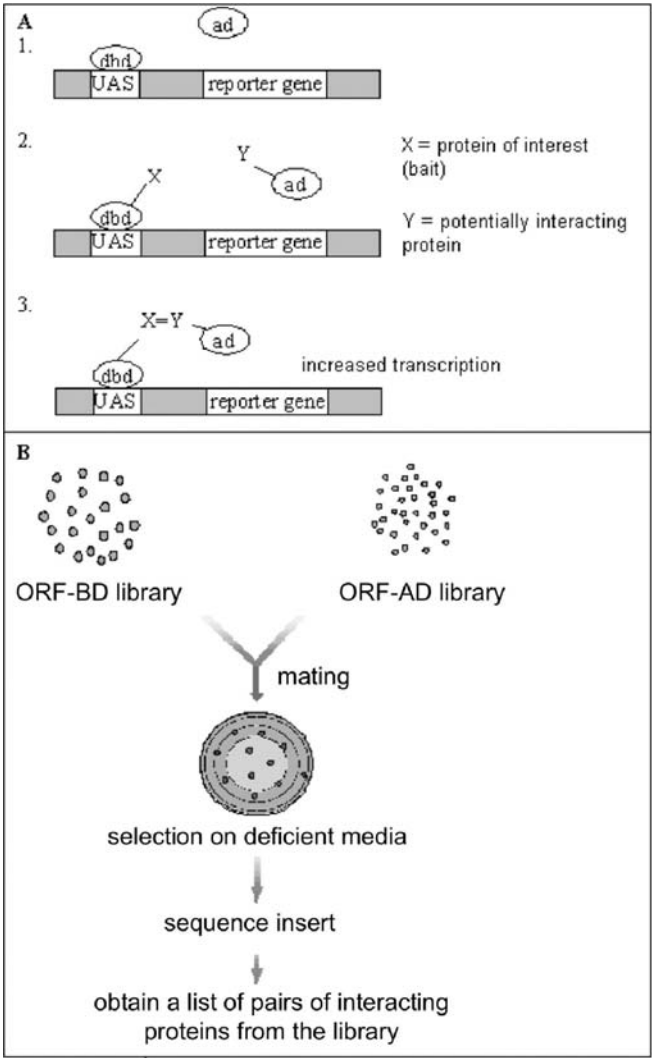 A
1.
ad
dbd
UAS
reporter gene
2.
X
Y
ad
dbd
UAS
reporter gene
X = protein of interest
(bait)
Y = potentially interacting
protein
3.
X=Y
ad
dbd
UAS
reporter gene
increased transcription
B
ORF-BD library
ORF-AD library
mating
selection on deficient media
sequence insert
obtain a list of pairs of interacting
proteins from the library